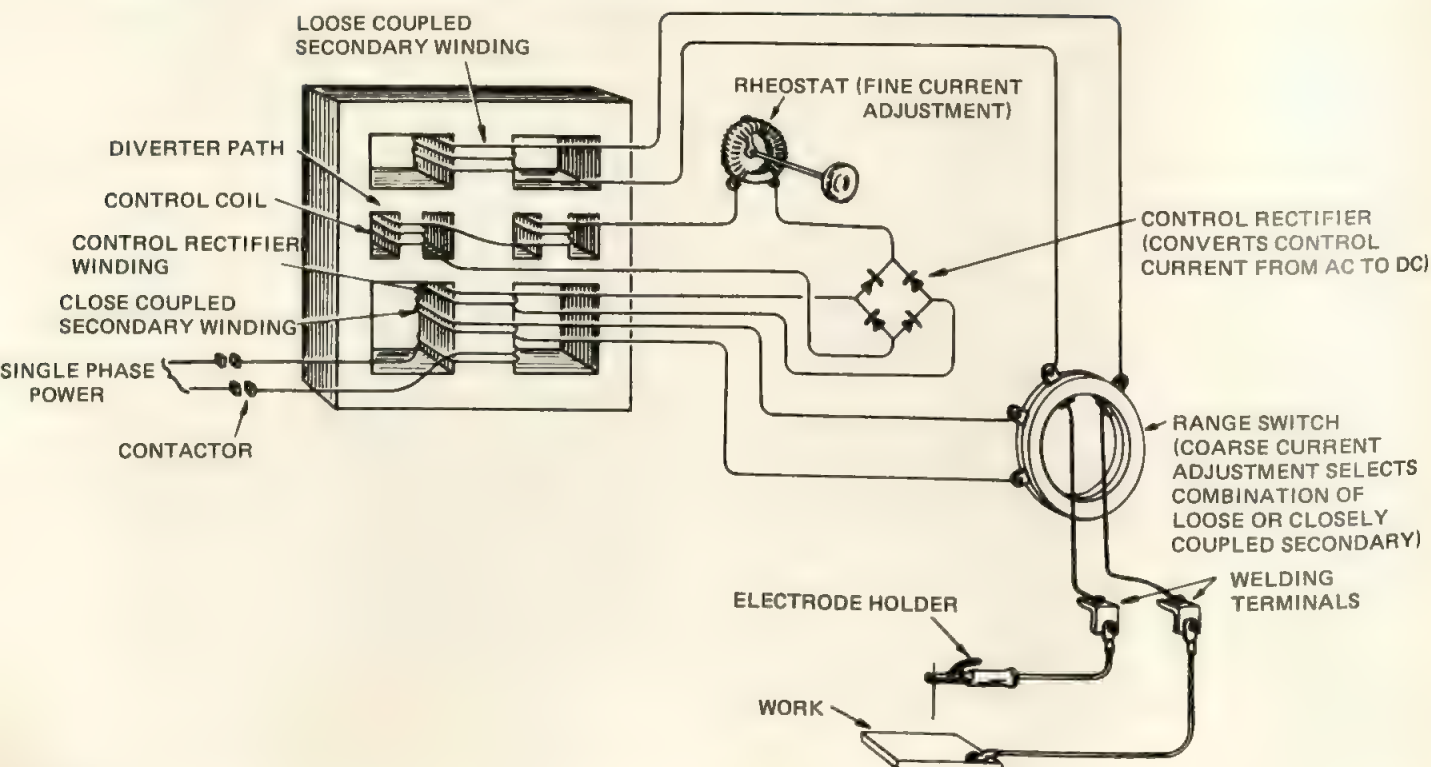 LOOSE COUPLED
SECONDARY WINDING
RHEOSTAT (FINE CURRENT
ADJUSTMENT)
DIVERTER PATH
CONTROL COIL
CONTROL RECTIFIER
WINDING
CLOSE COUPLED
SECONDARY WINDING
SINGLE PHASE
POWER
CONTACTOR
CONTROL RECTIFIER
(CONVERTS CONTROL
CURRENT FROM AC TO DC)
RANGE SWITCH
(COARSE CURRENT
ADJUSTMENT SELECTS
COMBINATION OF
LOOSE OR CLOSELY
COUPLED SECONDARY)
WELDING
TERMINALS
ELECTRODE HOLDER
WORK